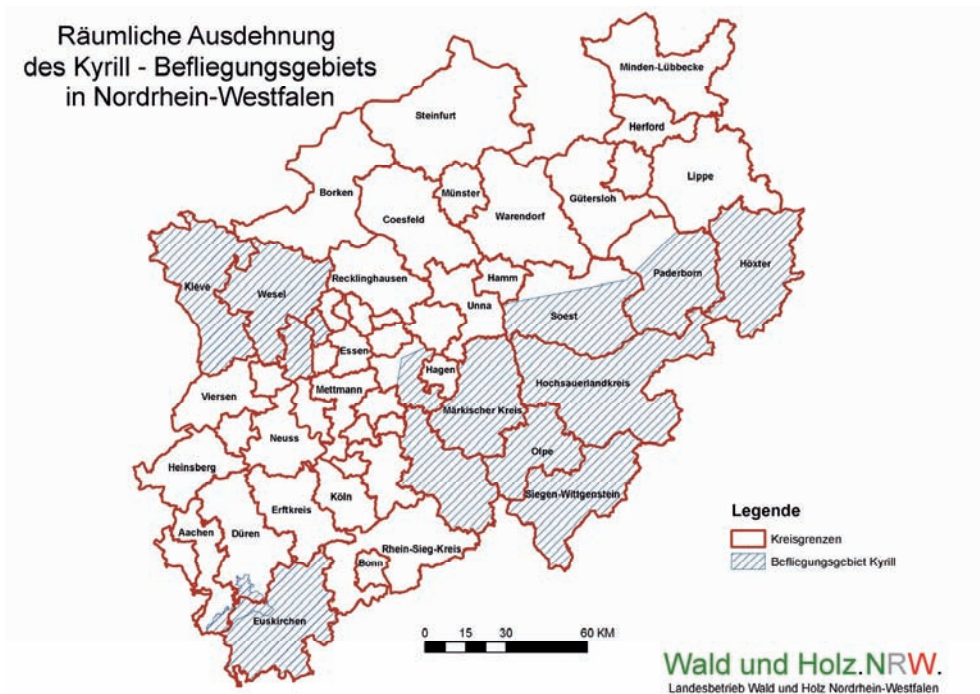 Räumliche Ausdehnung
des Kyrill - Befliegungsgebiets
in Nordrhein-Westfalen
Minden-Lübbecke
Steinfurt
Herford
Lippe
Borken
Münster
Gütersloh
Coesfeld
Warendorf
Höxter
Paderborn
Recklinghausen
Hamm
Kleve
Wesel
Unna
Soest
Essen
Hagen
Hochsauerlandkreis
Mettmann
Viersen
Märkischer Kreis
Neuss
Olpe
Heinsberg
Siegen-Wittgenstein
Köln
Erftkreis
Aachen
Düren
Rhein-Sieg-Kreis
Bonn
Euskirchen
Legende
Kreisgrenzen
Befliegungsgebiet Kyrill
0 15 30 60 KM
Wald und Holz.NRW.
Landesbetrieb Wald und Holz Nordrhein-Westfalen